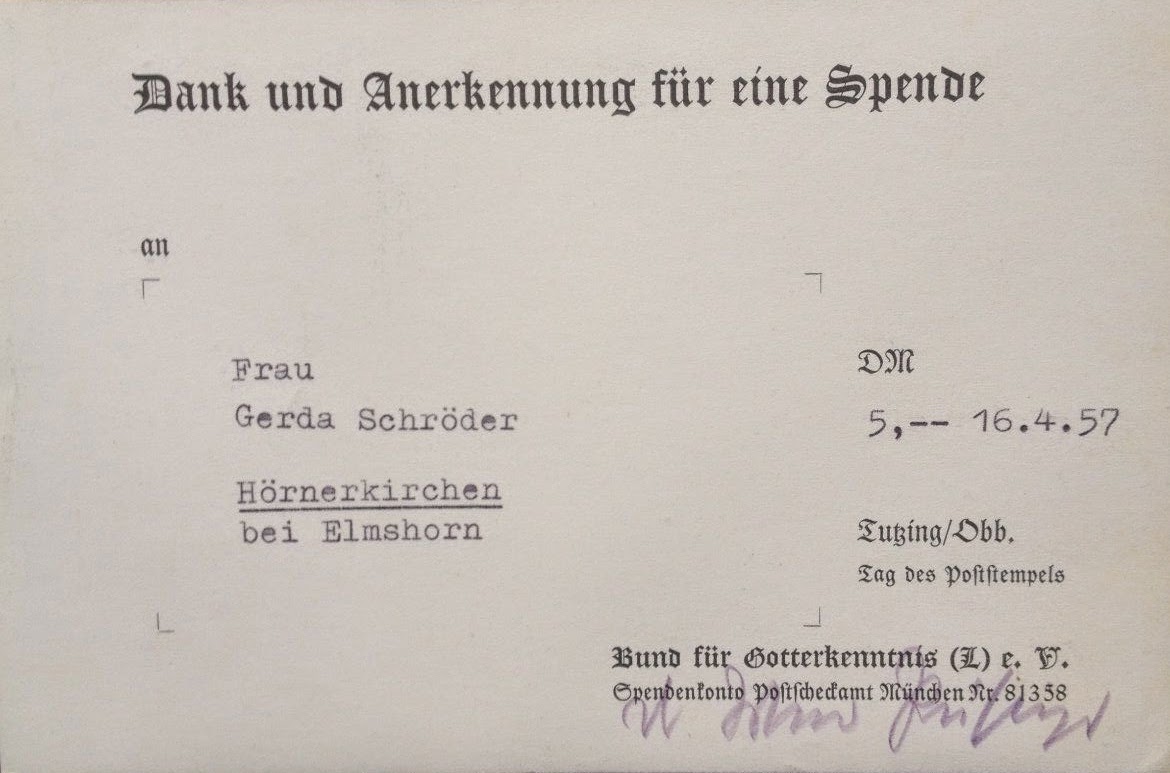 Dank und Anerkennung für eine Spende
an
Frau
Gerda Schröder
Hörnerkirchen
bei Elmshorn
DM
5,-- 16.4.57
Tutzing/Obb.
Tag des Poststempels
Bund für Gotterkenntnis (L) e. V.
Spendenkonto Postscheckamt München Nr. 81358